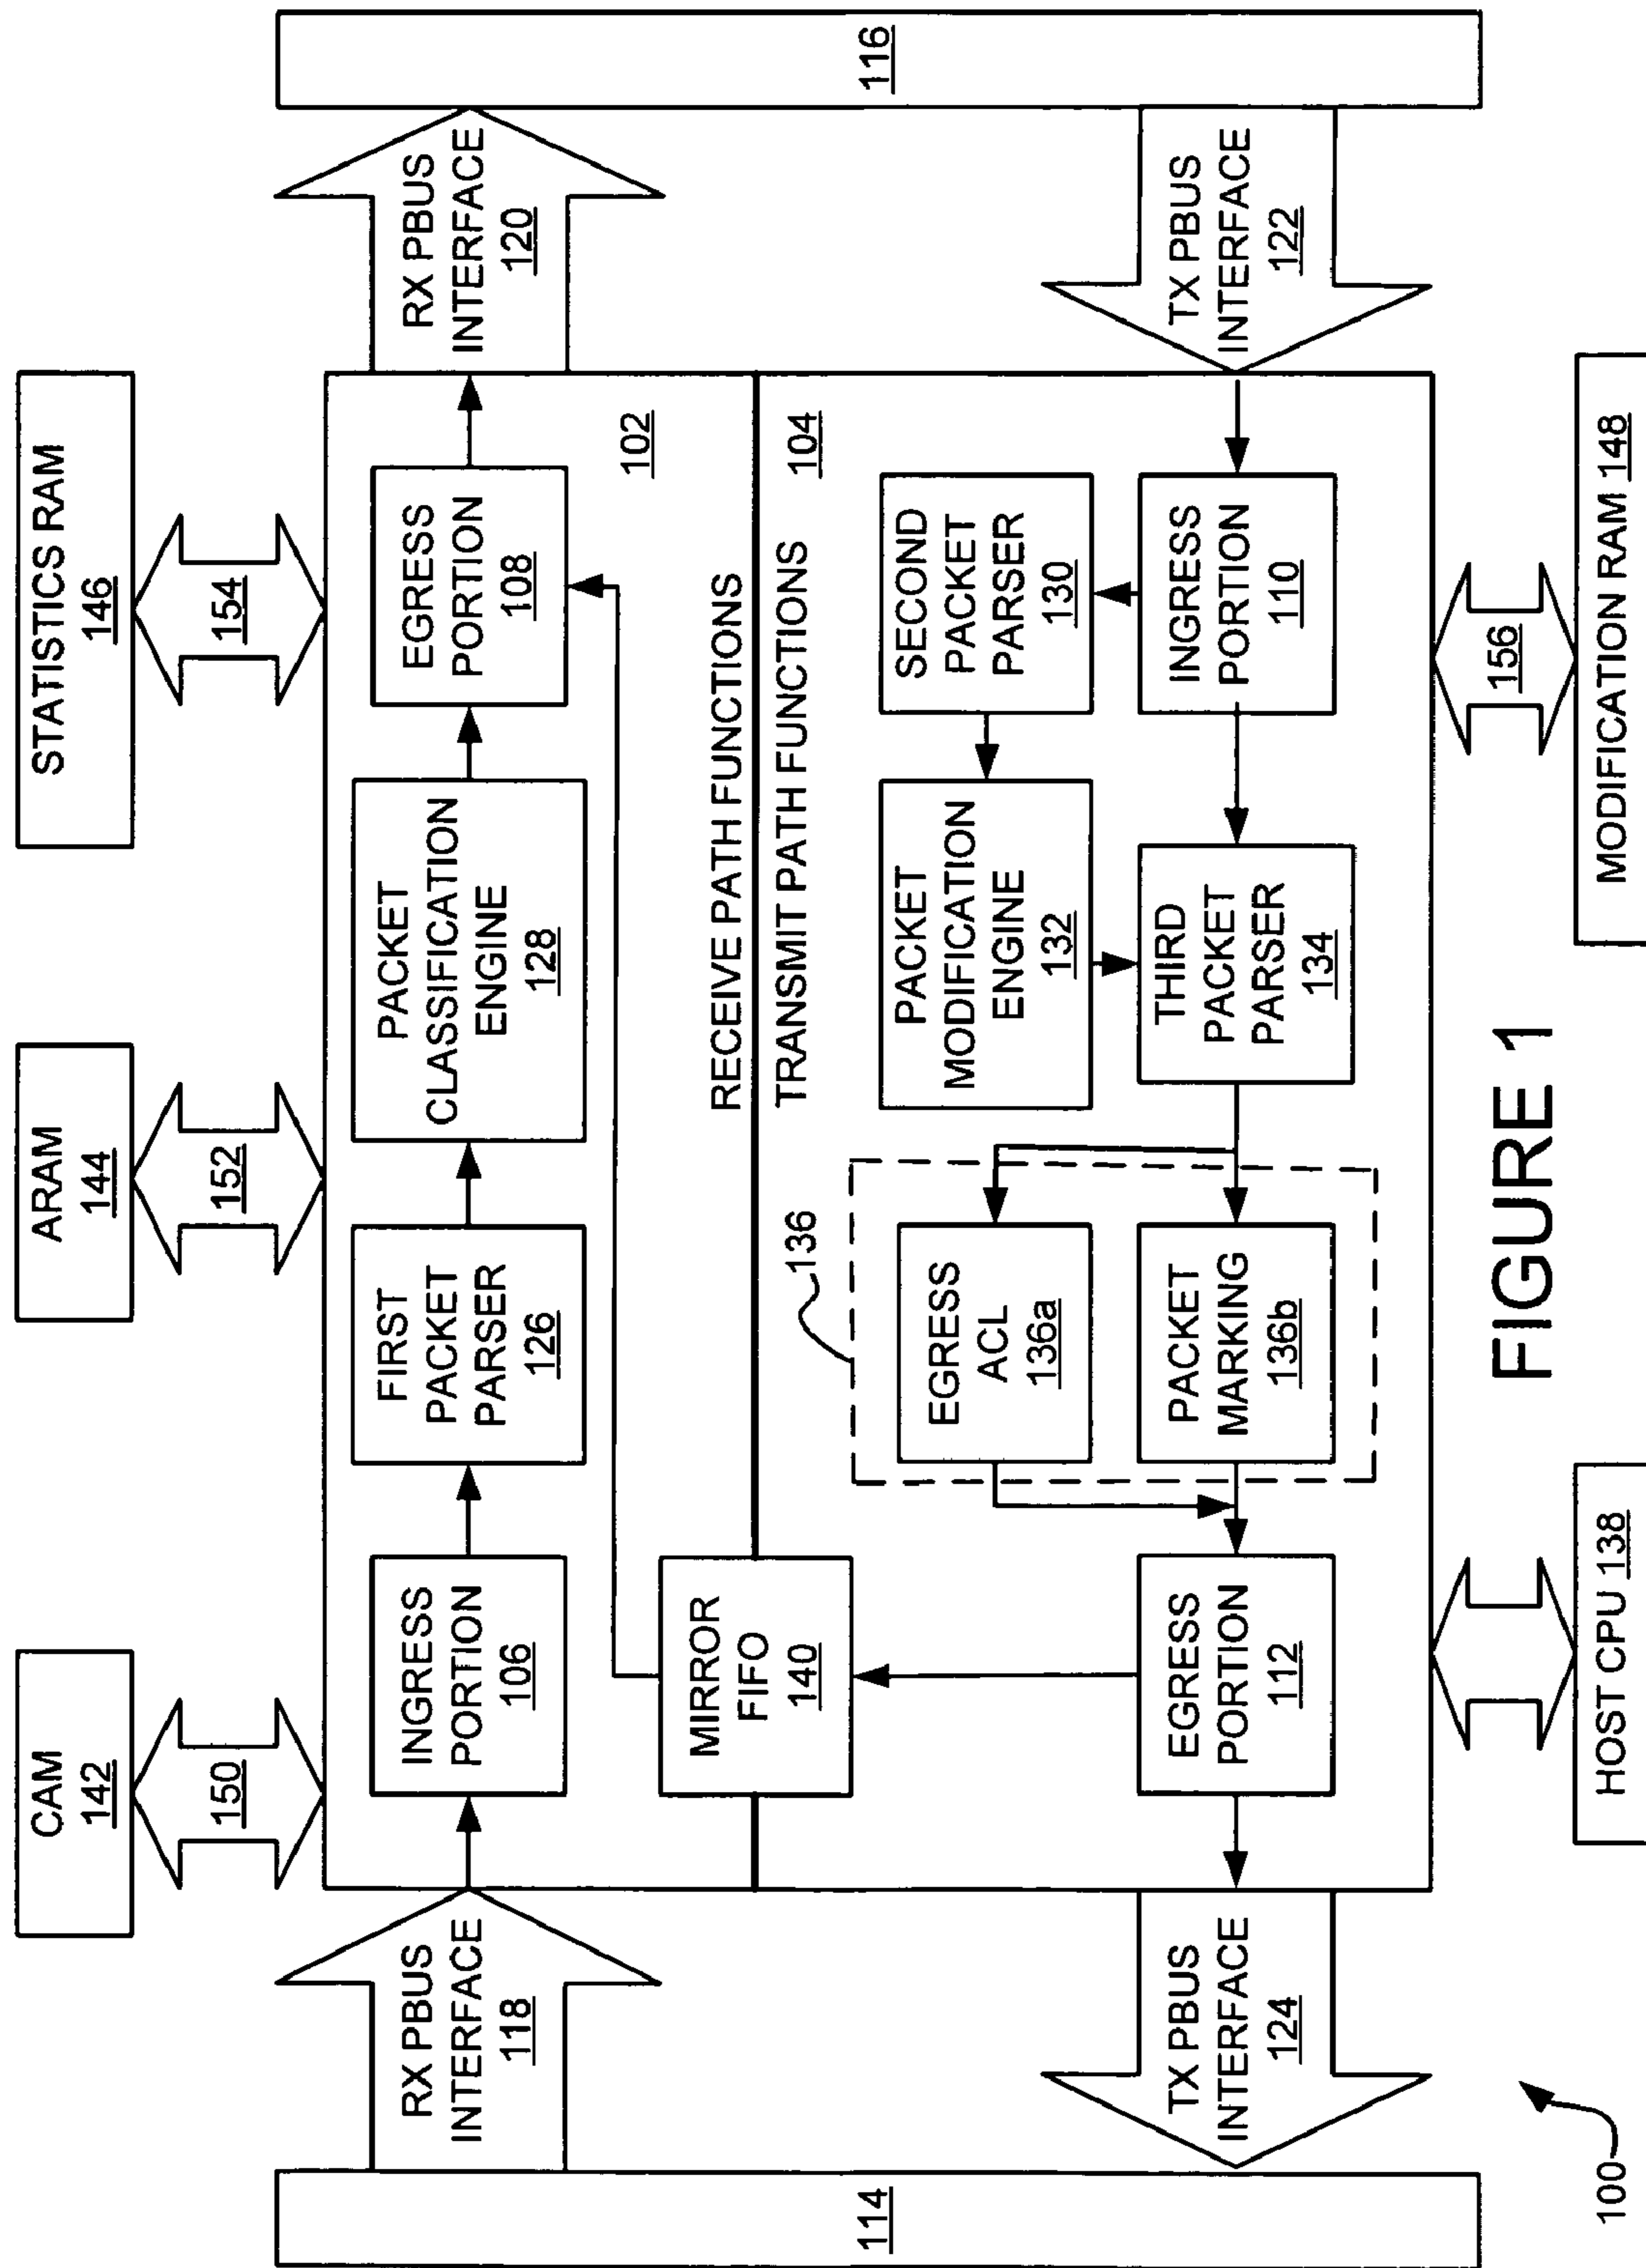 CAM
142
ARAM
144
STATISTICS RAM
146
150
152
154
114
RX PBUS
INTERFACE
118
INGRESS
PORTION
106
FIRST
PACKET
PARSER
126
PACKET
CLASSIFICATION
ENGINE
128
EGRESS
PORTION
108
RX PBUS
INTERFACE
120
116
102
MIRROR
FIFO
140
RECEIVE PATH FUNCTIONS
TRANSMIT PATH FUNCTIONS
104
136
EGRESS
ACL
136a
PACKET
MODIFICATION
ENGINE
132
SECOND
PACKET
PARSER
130
TX PBUS
INTERFACE
124
EGRESS
PORTION
112
PACKET
MARKING
136b
THIRD
PACKET
PARSER
134
INGRESS
PORTION
110
TX PBUS
INTERFACE
122
156
HOST CPU 138
MODIFICATION RAM 148
100
FIGURE 1